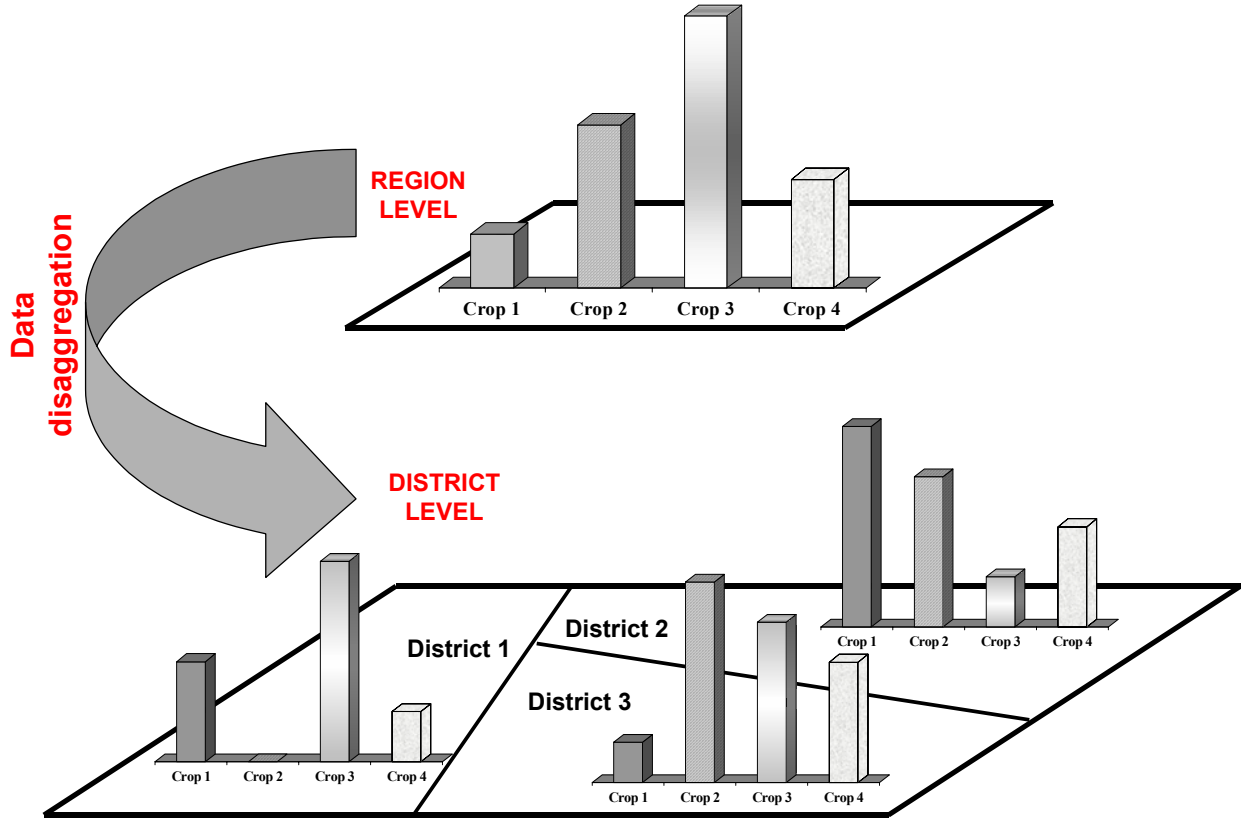 REGION
LEVEL
Crop 1 Crop 2 Crop 3 Crop 4
Data
disaggregation
DISTRICT
LEVEL
District 1
Crop 1 Crop 2 Crop 3 Crop 4
District 2
Crop 1 Crop 2 Crop 3 Crop 4
District 3
Crop 1 Crop 2 Crop 3 Crop 4